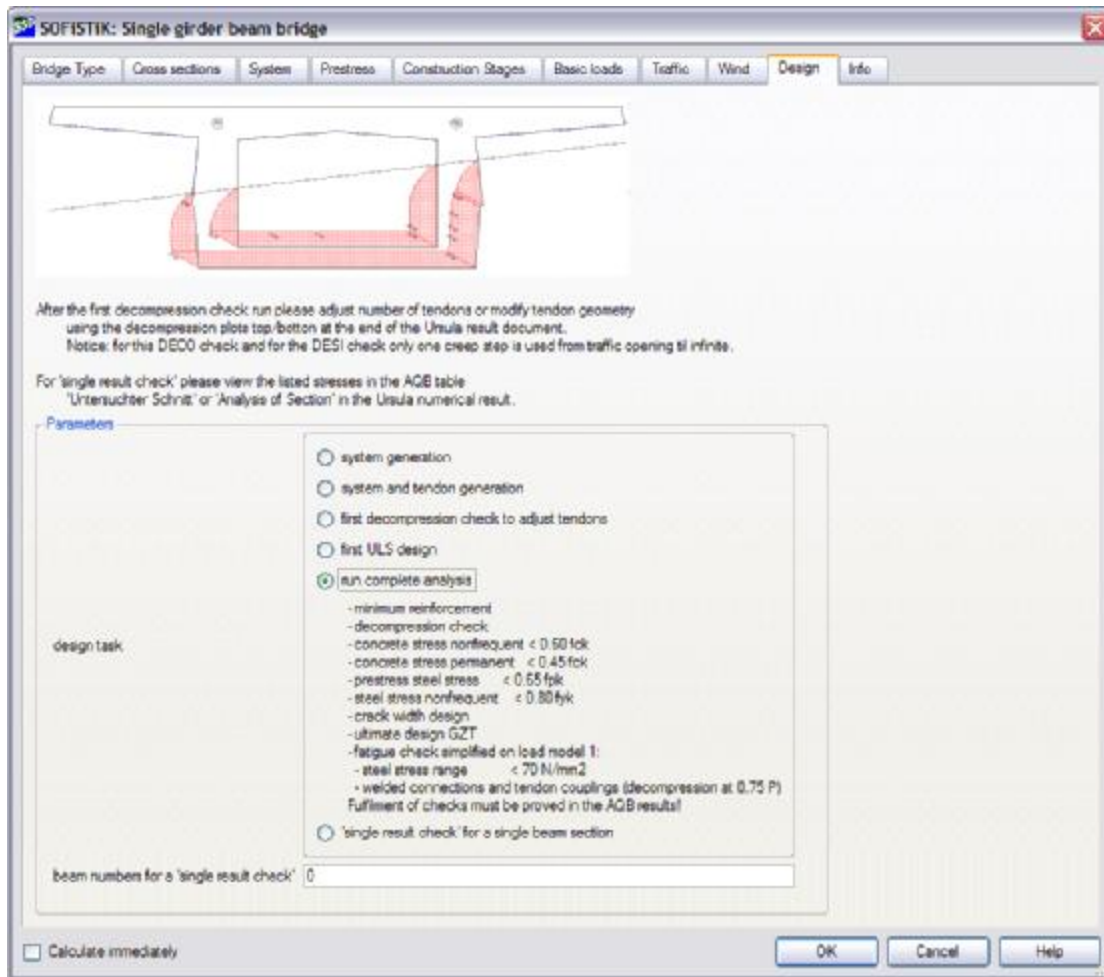 SOFiSTiK: Single girder beam bridge
Bridge Type Cross sections System Prestress Construction Stages Basic loads Traffic Wind Design Info
After the first decompression check run please adjust number of tendons or modify tendon geometry
using the decompression plots top/botton at the end of the Ursula result document.
Notice: for this DECO check and for the DESI check only one creep step is used from traffic opening til infinite.
For 'single result check' please view the listed stresses in the AQB table
'Untersuchter Schnitt' or 'Analysis of Section' in the Ursula numerical result.
Parameters
design task
system generation
system and tendon generation
first decompression check to adjust tendons
first ULS design
run complete analysis
- minimum reinforcement
- decompression check
- concrete stress nonfrequent < 0.60 fck
- concrete stress permanent < 0.45 fck
- prestress steel stress < 0.65 fpk
- steel stress nonfrequent < 0.80 fyk
- crack width design
- ultimate design GZT
- fatigue check simplified on load model 1:
- steel stress range < 70 N/mm2
- welded connections and tendon couplings (decompression at 0.75 P)
Fulfilment of checks must be proved in the AQB results!
'single result check' for a single beam section
beam numbers for a 'single result check' 0
Calculate immediately
OK Cancel Help